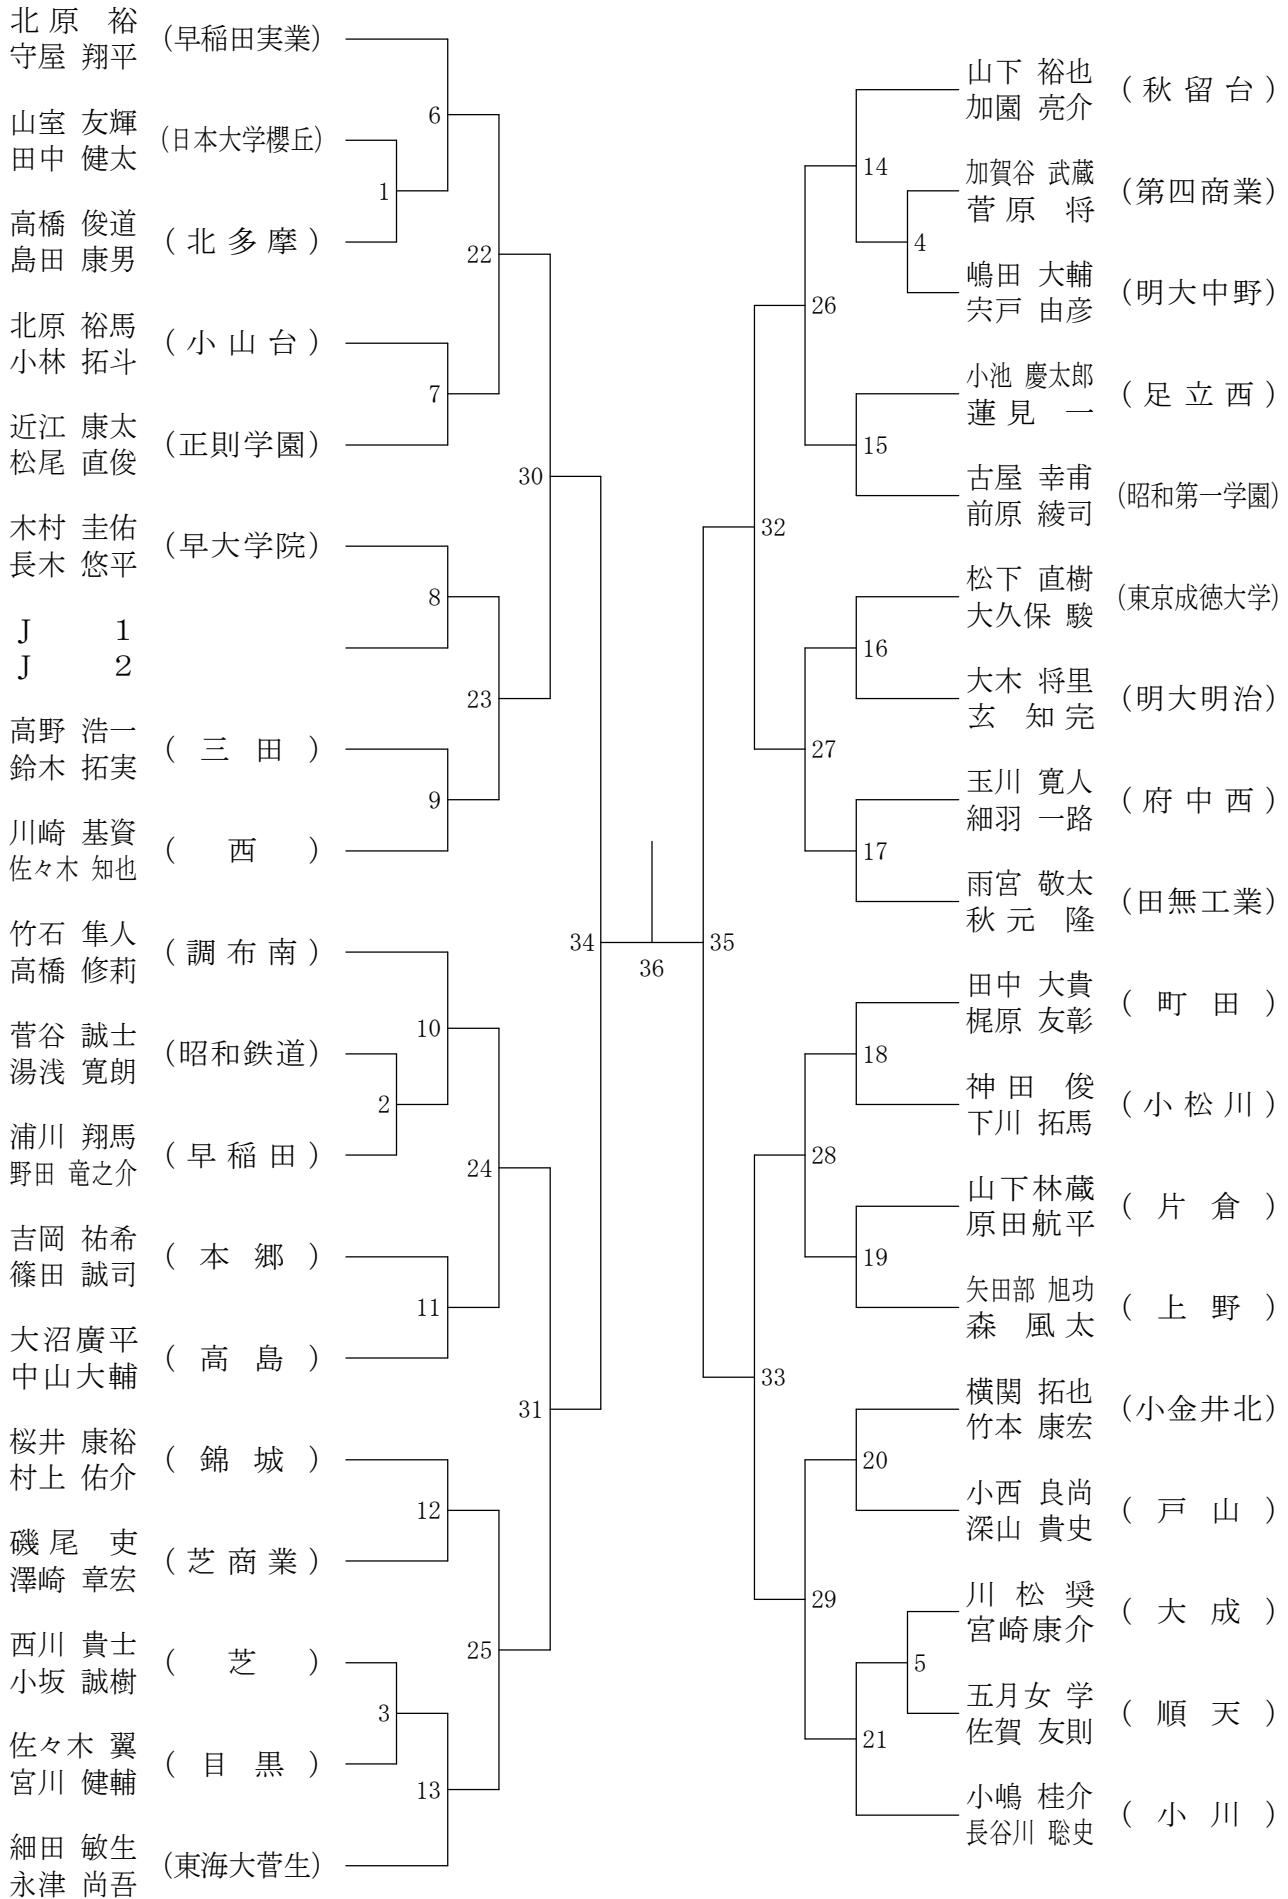 北原 裕
守屋 翔平
(早稲田実業)
山室 友輝
田中 健太
(日本大学櫻丘)
高橋 俊道
島田 康男
(北多摩)
北原 裕馬
小林 拓斗
(小山台)
近江 康太
松尾 直俊
(正則学園)
木村 圭佑
長木 悠平
(早大学院)
J 1
J 2
高野 浩一
鈴木 拓実
(三田)
川崎 基資
佐々木 知也
(西)
竹石 隼人
高橋 修莉
(調布南)
菅谷 誠士
湯浅 寛朗
(昭和鉄道)
浦川 翔馬
野田 竜之介
(早稲田)
吉岡 祐希
篠田 誠司
(本郷)
大沼廣平
中山大輔
(高島)
桜井 康裕
村上 佑介
(錦城)
磯尾 吏
澤崎 章宏
(芝商業)
西川 貴士
小坂 誠樹
(芝)
佐々木 翼
宮川 健輔
(目黒)
細田 敏生
永津 尚吾
(東海大菅生)
6
1
22
7
30
8
23
9
34
10
2
24
11
31
12
25
3
13
36
35
14
4
26
15
32
16
27
17
18
28
19
33
20
29
5
21
山下 裕也
加園 亮介
(秋留台)
加賀谷 武蔵
菅原 将
(第四商業)
嶋田 大輔
宍戸 由彦
(明大中野)
小池 慶太郎
蓮見 一
(足立西)
古屋 幸甫
前原 綾司
(昭和第一学園)
松下 直樹
大久保 駿
(東京成徳大学)
大木 将里
玄 知完
(明大明治)
玉川 寛人
細羽 一路
(府中西)
雨宮 敬太
秋元 隆
(田無工業)
田中 大貴
梶原 友彰
(町田)
神田 俊
下川 拓馬
(小松川)
山下林蔵
原田航平
(片倉)
矢田部 旭功
森 風太
(上野)
横関 拓也
竹本 康宏
(小金井北)
小西 良尚
深山 貴史
(戸山)
川松 奨
宮崎康介
(大成)
五月女 学
佐賀 友則
(順天)
小嶋 桂介
長谷川 聡史
(小川)